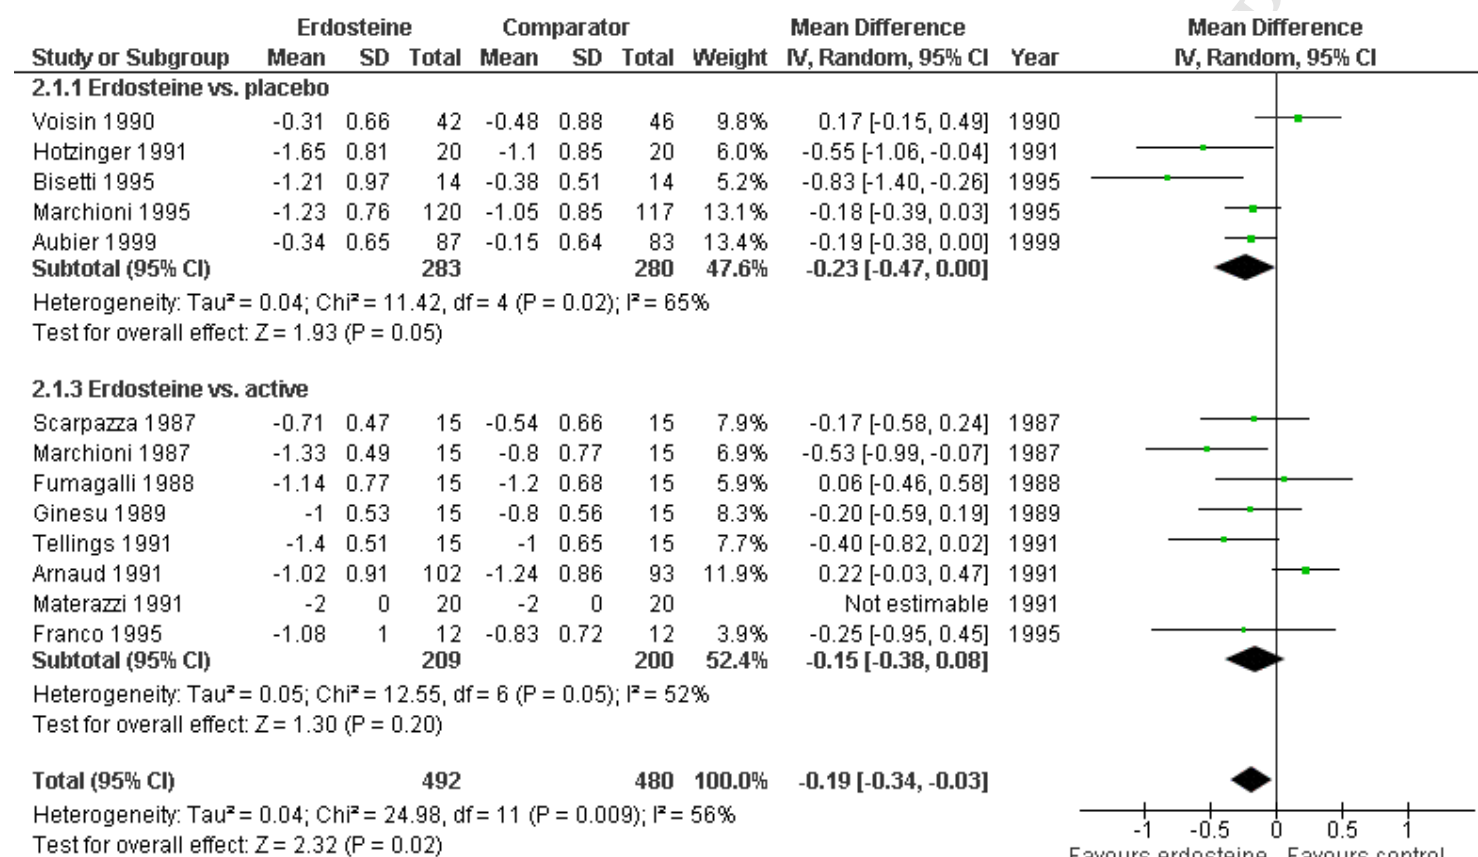 Erdosteine Comparator Mean Difference Mean Difference
Study or Subgroup Mean SD Total Mean SD Total Weight IV, Random, 95% CI Year IV, Random, 95% CI
2.1.1 Erdosteine vs. placebo
Voisin 1990 -0.31 0.66 42 -0.48 0.88 46 9.8% 0.17 [-0.15, 0.49] 1990
Hotzinger 1991 -1.65 0.81 20 -1.1 0.85 20 6.0% -0.55 [-1.06, -0.04] 1991
Bisetti 1995 -1.21 0.97 14 -0.38 0.51 14 5.2% -0.83 [-1.40, -0.26] 1995
Marchioni 1995 -1.23 0.76 120 -1.05 0.85 117 13.1% -0.18 [-0.39, 0.03] 1995
Aubier 1999 -0.34 0.65 87 -0.15 0.64 83 13.4% -0.19 [-0.38, 0.00] 1999
Subtotal (95% CI) 283 280 47.6% -0.23 [-0.47, 0.00]
Heterogeneity: Tau² = 0.04; Chi² = 11.42, df = 4 (P = 0.02); I² = 65%
Test for overall effect: Z = 1.93 (P = 0.05)
2.1.3 Erdosteine vs. active
Scarpazza 1987 -0.71 0.47 15 -0.54 0.66 15 7.9% -0.17 [-0.58, 0.24] 1987
Marchioni 1987 -1.33 0.49 15 -0.8 0.77 15 6.9% -0.53 [-0.99, -0.07] 1987
Fumagalli 1988 -1.14 0.77 15 -1.2 0.68 15 5.9% 0.06 [-0.46, 0.58] 1988
Ginesu 1989 -1 0.53 15 -0.8 0.56 15 8.3% -0.20 [-0.59, 0.19] 1989
Tellings 1991 -1.4 0.51 15 -1 0.65 15 7.7% -0.40 [-0.82, 0.02] 1991
Arnaud 1991 -1.02 0.91 102 -1.24 0.86 93 11.9% 0.22 [-0.03, 0.47] 1991
Materazzi 1991 -2 0 20 -2 0 20 Not estimable 1991
Franco 1995 -1.08 1 12 -0.83 0.72 12 3.9% -0.25 [-0.95, 0.45] 1995
Subtotal (95% CI) 209 200 52.4% -0.15 [-0.38, 0.08]
Heterogeneity: Tau² = 0.05; Chi² = 12.55, df = 6 (P = 0.05); I² = 52%
Test for overall effect: Z = 1.30 (P = 0.20)
Total (95% CI) 492 480 100.0% -0.19 [-0.34, -0.03]
Heterogeneity: Tau² = 0.04; Chi² = 24.98, df = 11 (P = 0.009); I² = 56%
Test for overall effect: Z = 2.32 (P = 0.02)
-1 -0.5 0 0.5 1
Favours erdosteine Favours control